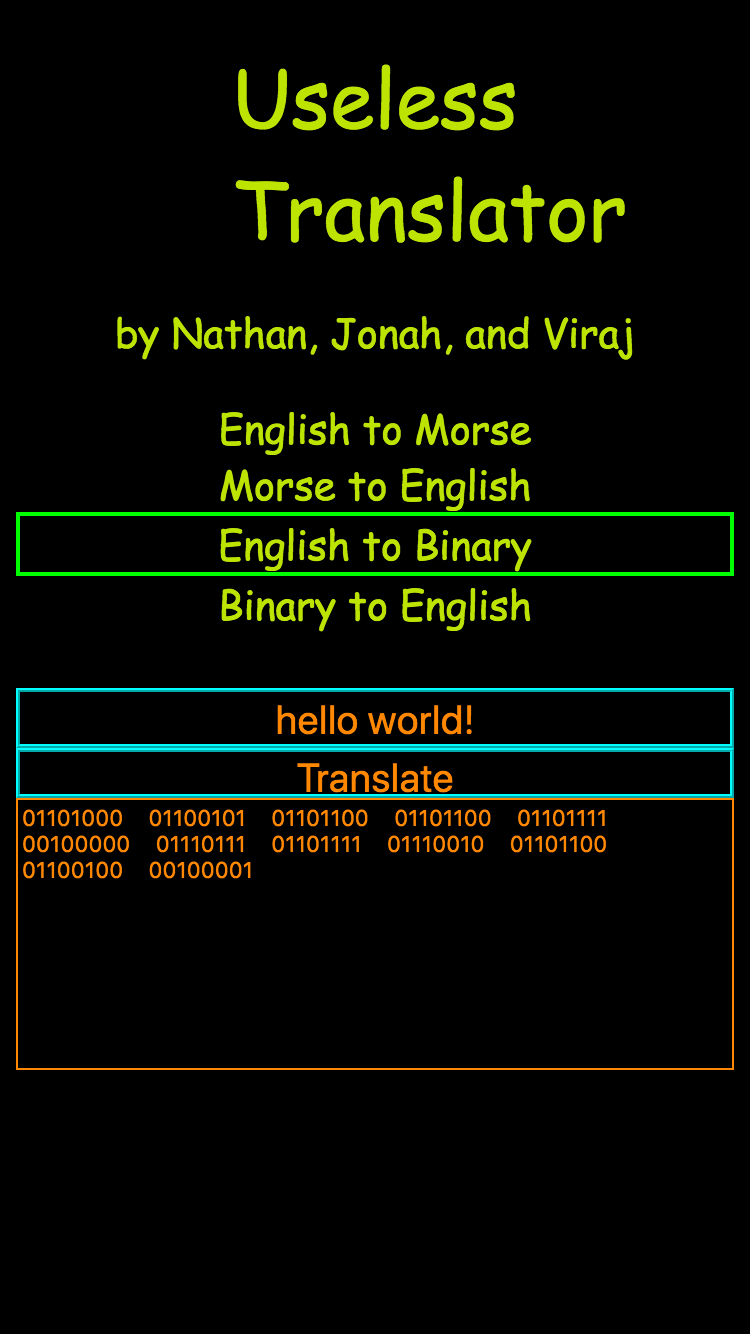 Useless
Translator
by Nathan, Jonah, and Viraj
English to Morse
Morse to English
English to Binary
Binary to English
hello world!
Translate
01101000 01100101 01101100 01101100 01101111
00100000 01110111 01101111 01110010 01101100
01100100 00100001